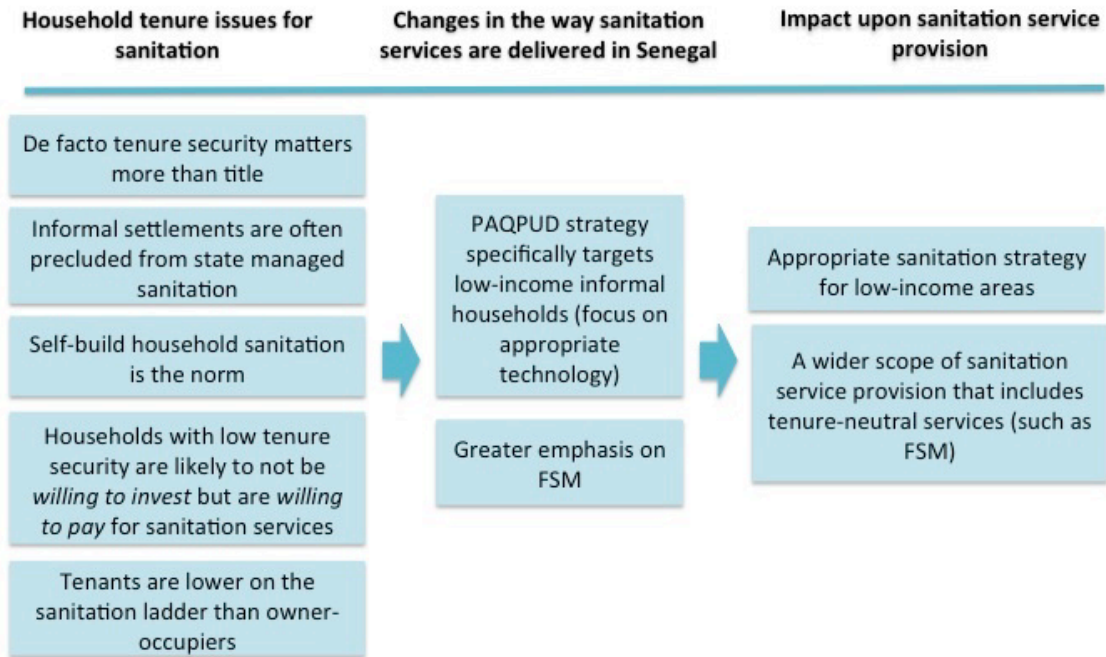 Household tenure issues for
sanitation
Changes in the way sanitation
services are delivered in Senegal
Impact upon sanitation service
provision
De facto tenure security matters
more than title
Informal settlements are often
precluded from state managed
sanitation
Self-build household sanitation
is the norm
Households with low tenure
security are likely to not be
willing to invest but are willing
to pay for sanitation services
Tenants are lower on the
sanitation ladder than owner-
occupiers
PAQPUD strategy
specifically targets
low-income informal
households (focus on
appropriate
technology)
Greater emphasis on
FSM
Appropriate sanitation strategy
for low-income areas
A wider scope of sanitation
service provision that includes
tenure-neutral services (such as
FSM)